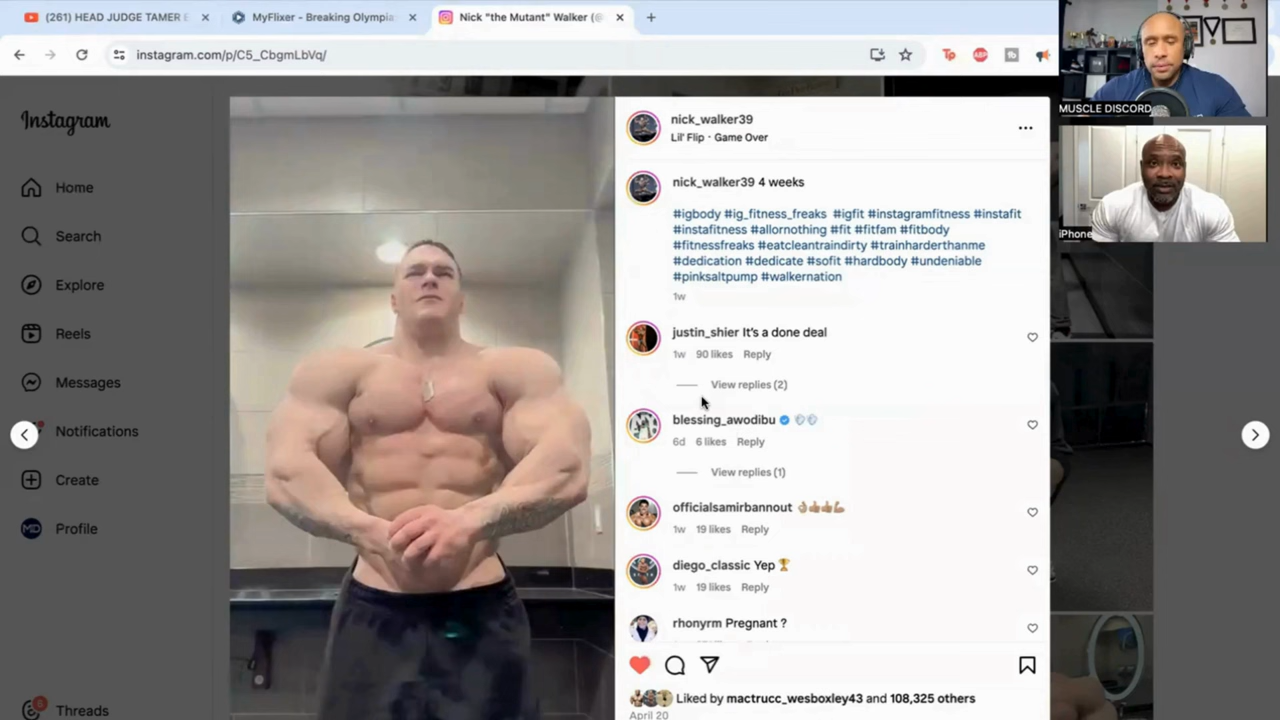 (261) HEAD JUDGE TAMER E
MyFlixer - Breaking Olympia
Nick "the Mutant" Walker (@
instagram.com/p/C5_CbgmLbVq/
MUSCLE DISCORD
iPhone
Instagram
Home
Search
Explore
Reels
Messages
Notifications
Create
Profile
Threads
nick_walker39
Lil' Flip · Game Over
nick_walker39 4 weeks
#igbody #ig_fitness_freaks #igfit #instagramfitness #instafit
#instafitness #allornothing #fit #fitfam #fitbody
#fitnessfreaks #eatcleantraindirty #trainharderthanme
#dedication #dedicate #sofit #hardbody #undeniable
#pinksaltpump #walkernation
1w
justin_shier It's a done deal
1w 90 likes Reply
View replies (2)
blessing_awodibu
6d 6 likes Reply
View replies (1)
officialsamirbannout 👌🏽👍🏽👍🏽💪🏽
1w 19 likes Reply
diego_classic Yep 🏆
1w 19 likes Reply
rhonyrm Pregnant ?
Liked by mactrucc_wesboxley43 and 108,325 others
April 20